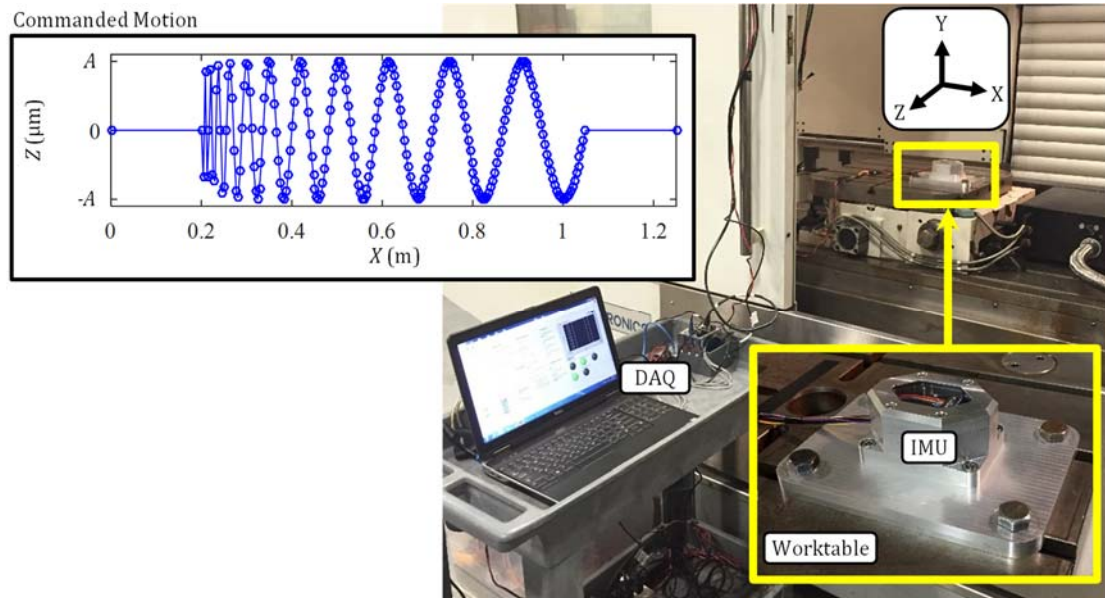 Commanded Motion
A
0
-A
Z (μm)
0
0.2
0.4
0.6
0.8
1
1.2
X (m)
Y
X
Z
RONICS
DAQ
IMU
Worktable